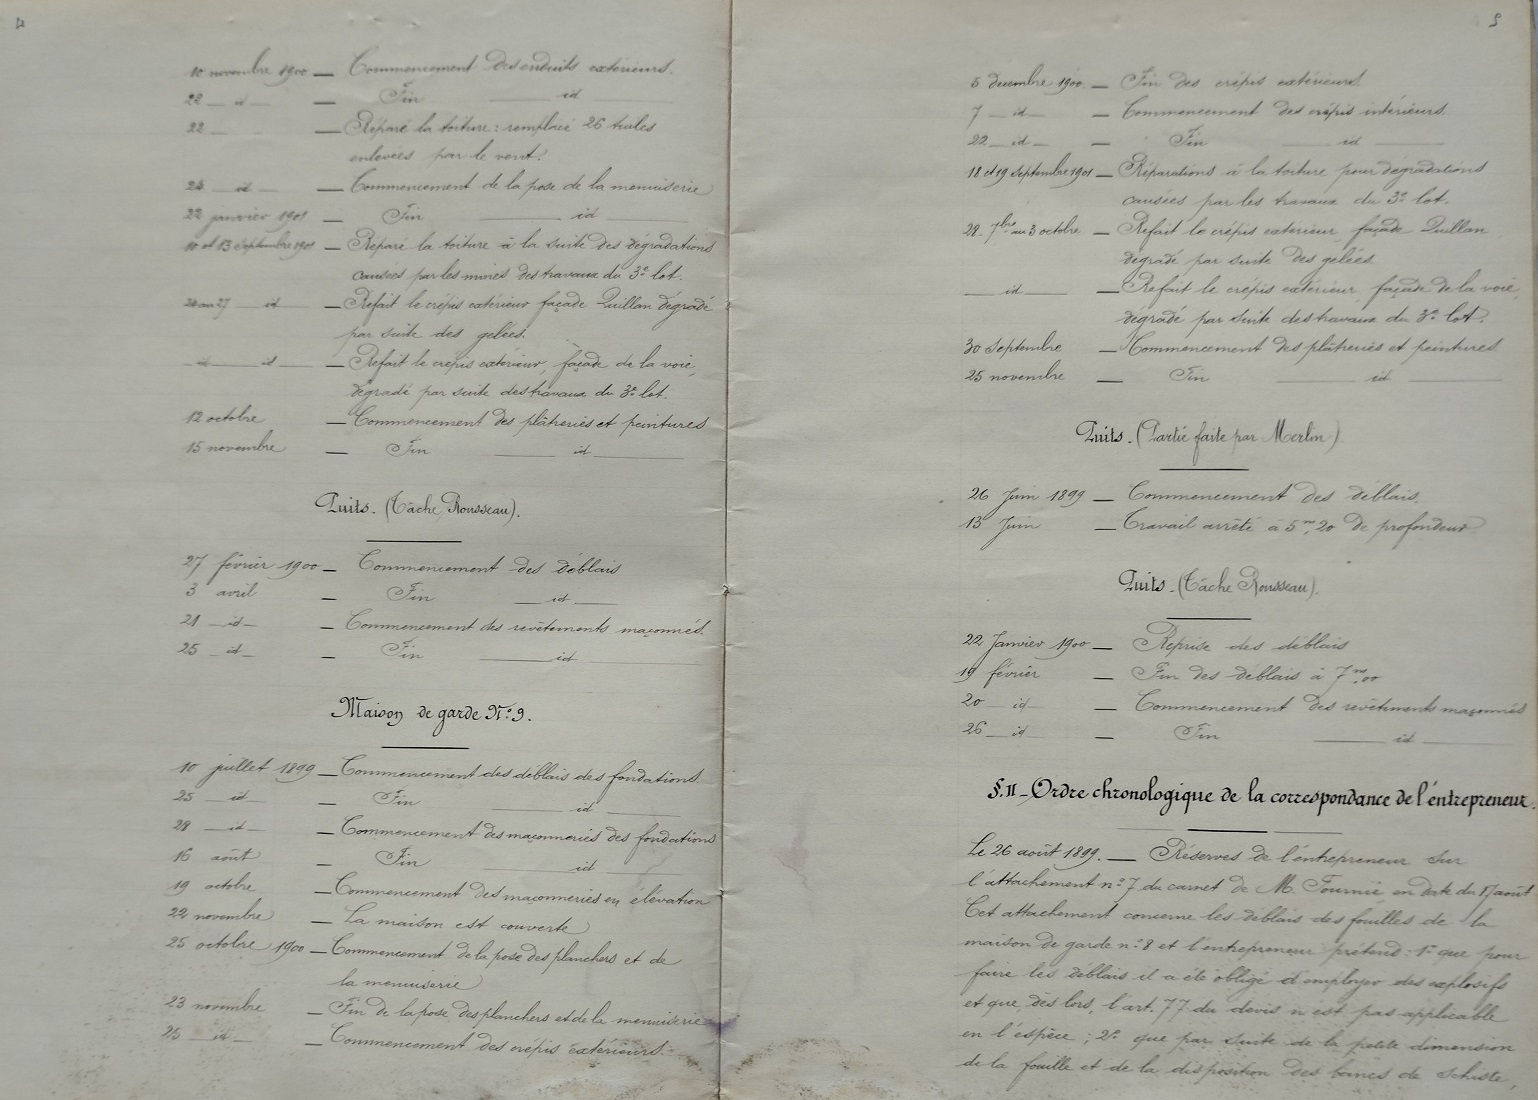 4
10 novembre 1900 — Commencement des enduits extérieurs.
22 — id — — Fin — id —
22 — Réparé la toiture : remplacé 26 tuiles
enlevées par le vent.
24 — id — — Commencement de la pose de la menuiserie
22 janvier 1901 — Fin — id —
10 et 13 septembre 1901 — Réparé la toiture à la suite des dégradations
causées par les mines des travaux du 3e lot.
24 au 27 — id — Refait le crépis extérieur façade Quillan dégradé
par suite des gelées.
— id — id — — Refait le crépis extérieur, façade de la voie,
dégradé par suite des travaux du 3e lot.
12 octobre — Commencement des plâtreries et peintures
15 novembre — Fin — id —
Puits. (Tâche Rousseau).
27 février 1900 — Commencement des déblais
3 avril — Fin — id —
21 — id — — Commencement des revêtements maçonnés.
25 — id — — Fin — id —
Maison de garde N° 9.
10 juillet 1899 — Commencement des déblais des fondations.
25 — id — — Fin — id —
28 — id — — Commencement des maçonneries des fondations
16 août — Fin — id —
19 octobre — Commencement des maçonneries en élévation
22 novembre — La maison est couverte
25 octobre 1900 — Commencement de la pose des planchers et de
la menuiserie
23 novembre — Fin de la pose des planchers et de la menuiserie
25 — id — — Commencement des crépis extérieurs.
5
5 décembre 1900 — Fin des crépis extérieurs.
7 — id — Commencement des crépis intérieurs.
22 — id — — Fin — id —
18 et 19 septembre 1901 — Réparations à la toiture pour dégradations
causées par les travaux du 3e lot.
28 7bre au 3 octobre — Refait le crépis extérieur façade Quillan
dégradé par suite des gelées.
— id — — Refait le crépis extérieur façade de la voie,
dégradé par suite des travaux du 3e lot.
30 septembre — Commencement des plâtreries et peintures.
25 novembre — Fin — id —
Puits. (Partie faite par Merlin).
26 Juin 1899 — Commencement des déblais.
13 Juin — Travail arrêté à 5m,20 de profondeur.
Puits. (Tâche Rousseau).
22 Janvier 1900 — Reprise des déblais
19 février — Fin des déblais à 7m,00
20 — id — Commencement des revêtements maçonnés
26 — id — Fin — id —
§. II — Ordre chronologique de la correspondance de l'entrepreneur.
Le 26 août 1899. — Réserves de l'entrepreneur sur
l'attachement n° 7 du carnet de M. Fournié, en date du 17 août
Cet attachement concerne les déblais des fouilles de la
maison de garde n° 8 et l'entrepreneur prétend : 1° que pour
faire les déblais il a été obligé d'employer des explosifs
et que, dès lors, l'art. 77 du devis n'est pas applicable
en l'espèce ; 2° que par suite de la petite dimension
de la fouille et de la disposition des bancs de schiste,